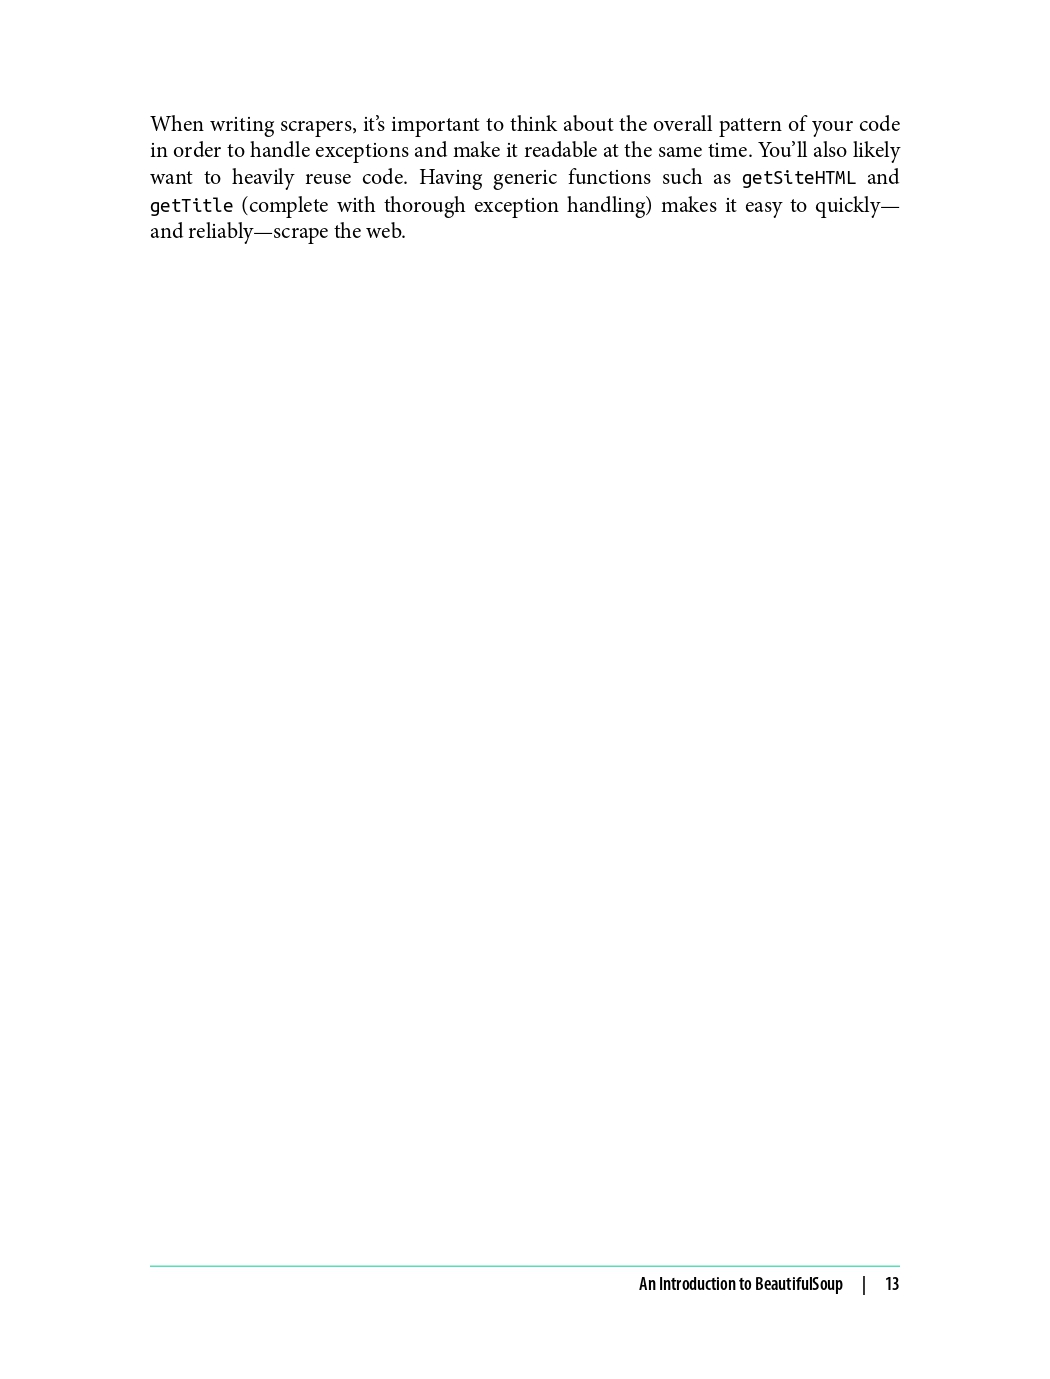 When writing scrapers, it’s important to think about the overall pattern of your code
in order to handle exceptions and make it readable at the same time. You’ll also likely
want to heavily reuse code. Having generic functions such as getSiteHTML and
getTitle (complete with thorough exception handling) makes it easy to quickly—
and reliably—scrape the web.
An Introduction to BeautifulSoup | 13